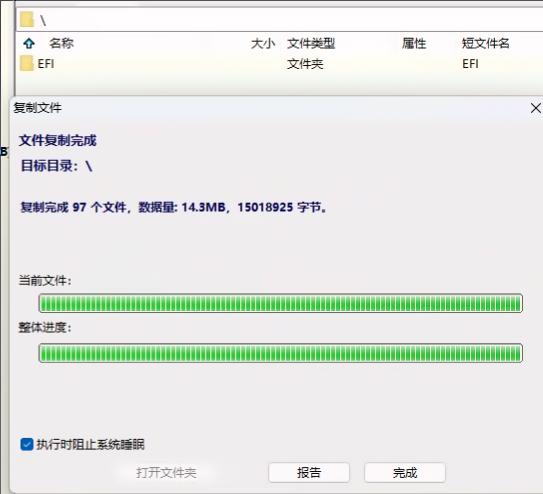 \
名称 大小 文件类型 属性 短文件名
EFI 文件夹 EFI
复制文件
文件复制完成
目标目录：\
复制完成 97 个文件，数据量: 14.3MB，15018925 字节。
当前文件:
整体进度:
执行时阻止系统睡眠
打开文件夹 报告 完成